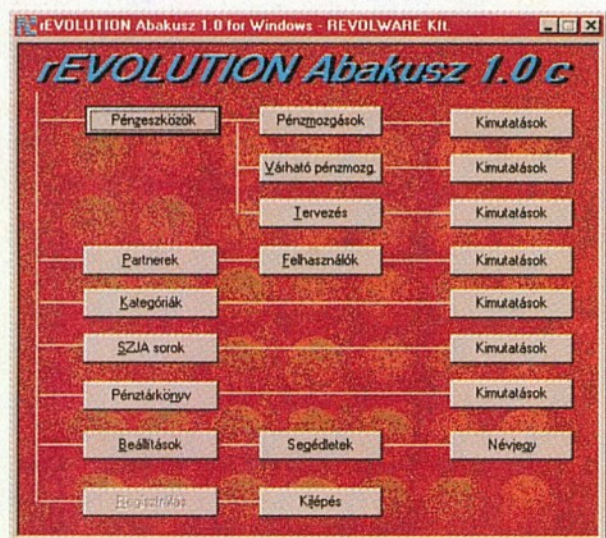 rEVOLUTION Abakusz 1.0 for Windows - REVOLWARE Kft.
rEVOLUTION Abakusz 1.0 c
Pénzeszközök Pénzmozgások Kimutatások
Várható pénzmozg. Kimutatások
Tervezés Kimutatások
Partnerek Felhasználók Kimutatások
Kategóriák Kimutatások
SZJA sorok Kimutatások
Pénztárkönyv Kimutatások
Beállítások Segédletek Névjegy
Regisztrálás Kilépés